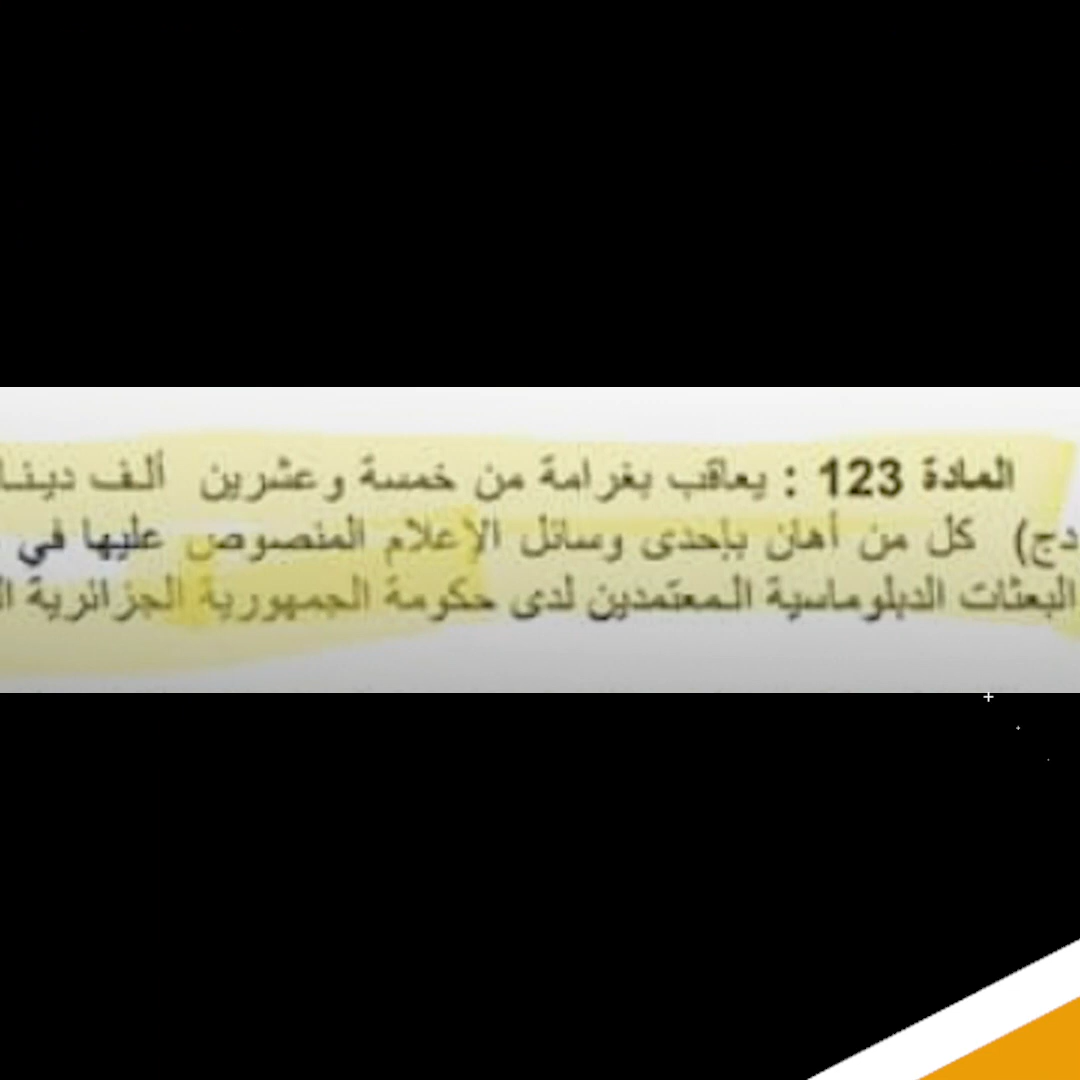 المادة 123 : يعاقب بغرامة من خمسة وعشرين ألف دينا
دج) كل من أهان بإحدى وسائل الإعلام المنصوص عليها في
البعثات الدبلوماسية المعتمدين لدى حكومة الجمهورية الجزائرية ا